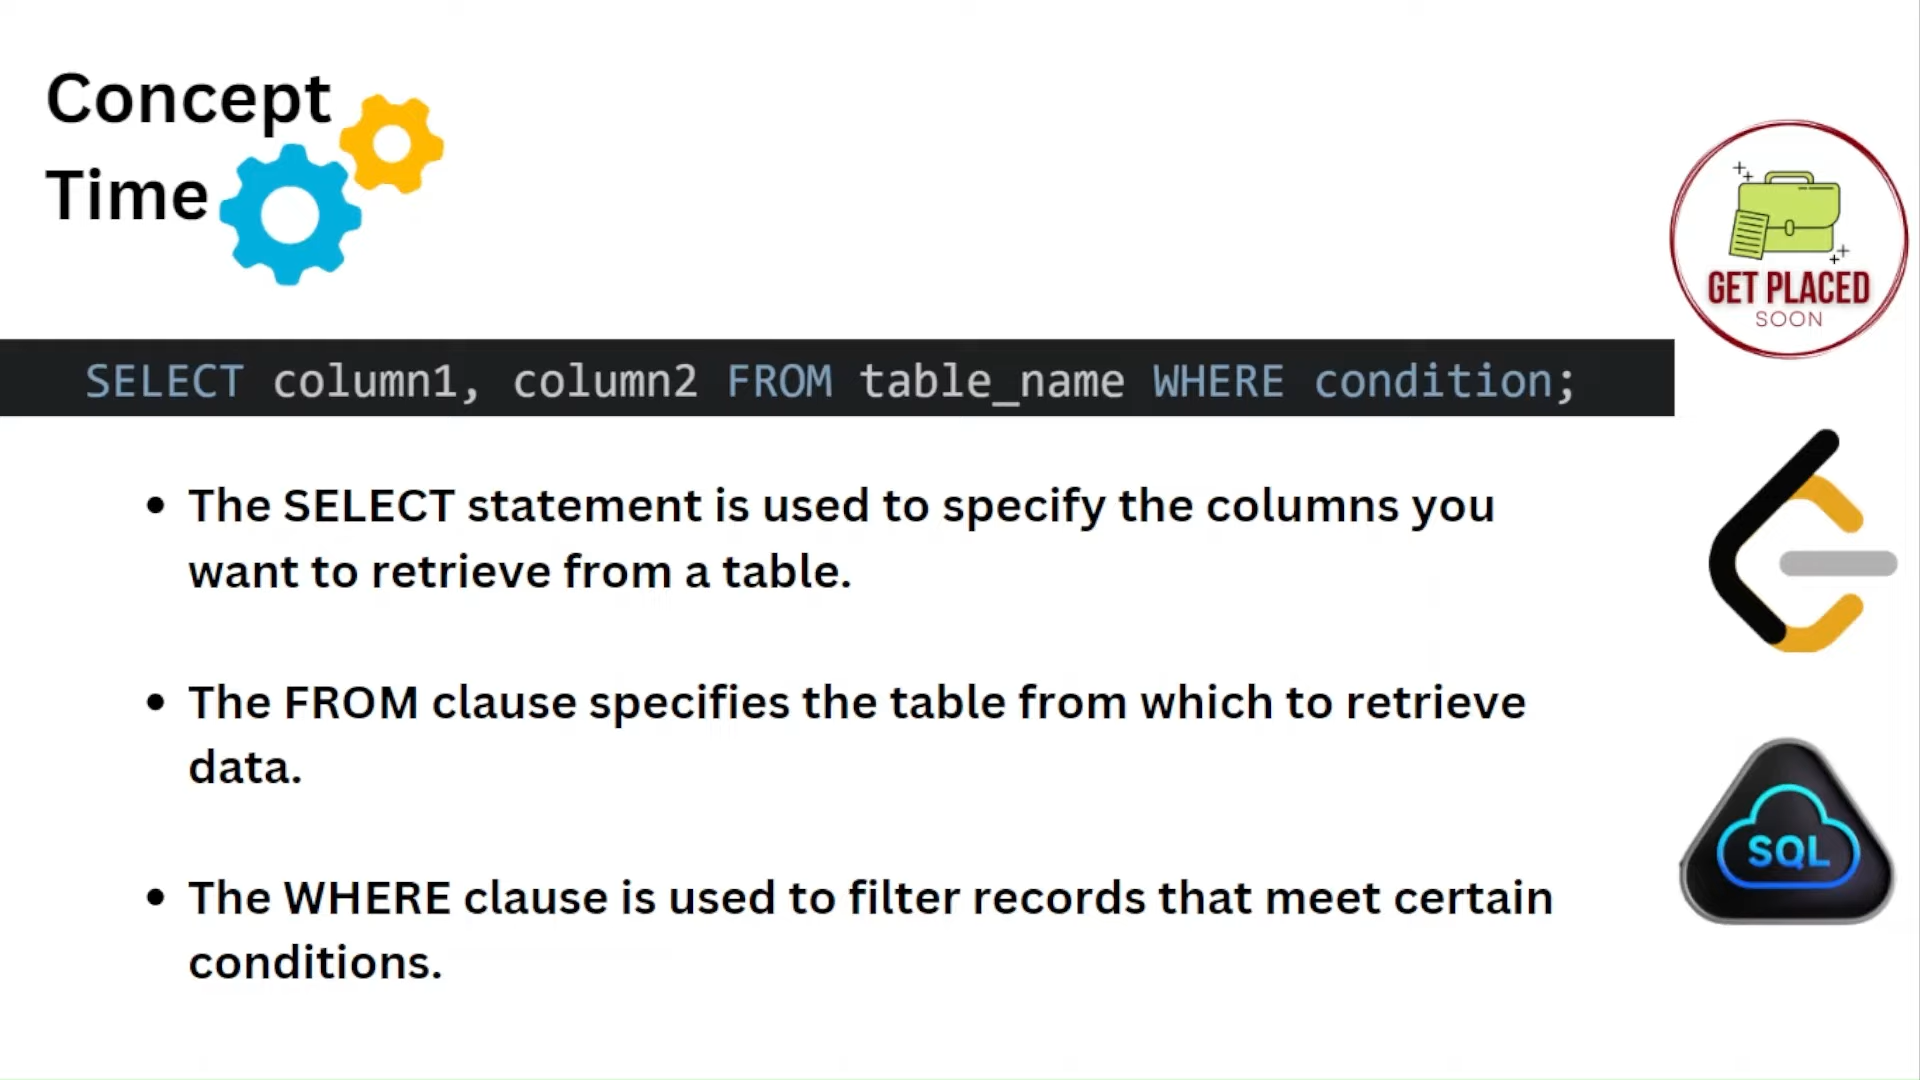 Concept
Time
GET PLACED
SOON
SELECT column1, column2 FROM table_name WHERE condition;
• The SELECT statement is used to specify the columns you
want to retrieve from a table.
• The FROM clause specifies the table from which to retrieve
data.
SQL
• The WHERE clause is used to filter records that meet certain
conditions.